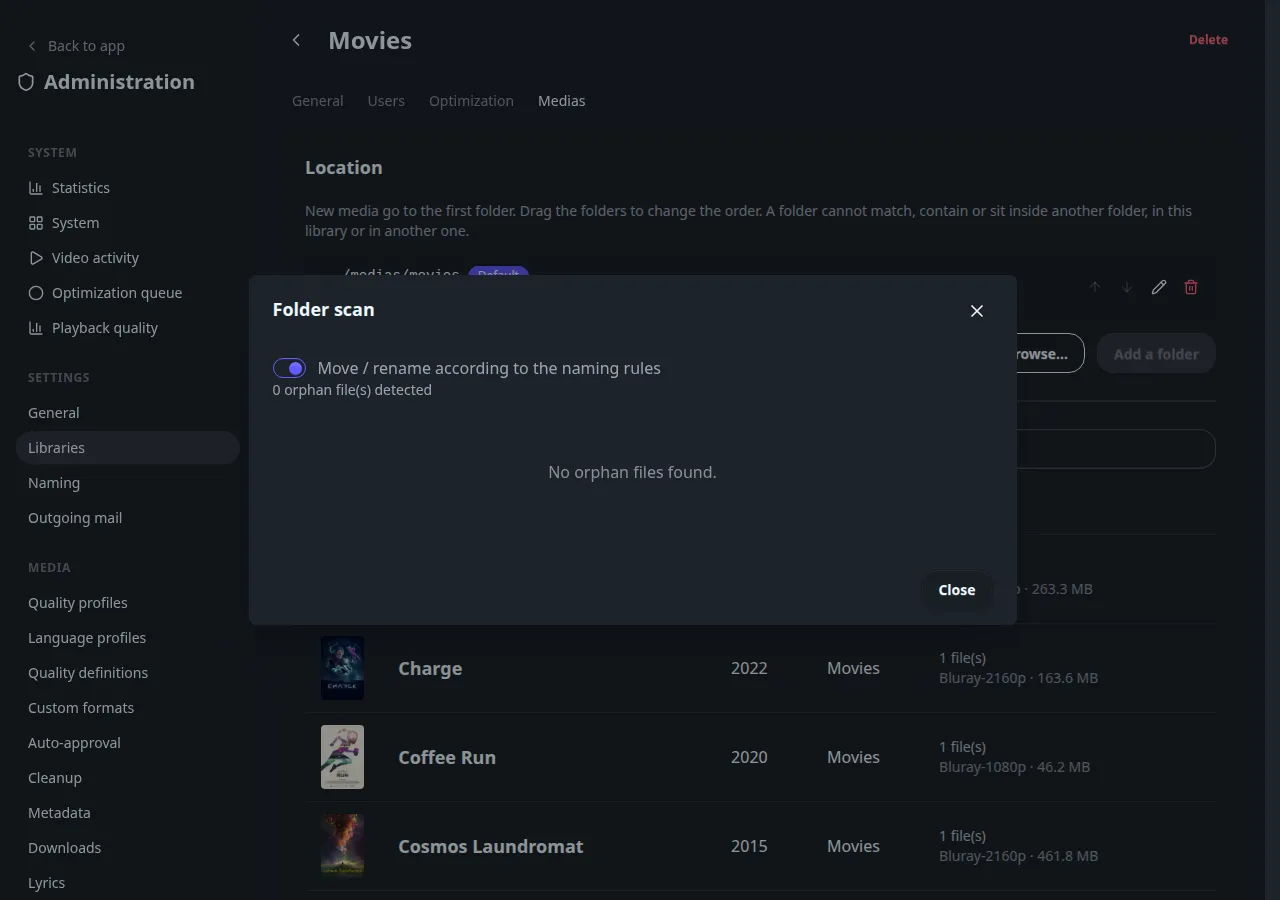 Back to app
Administration
SYSTEM
Statistics
System
Video activity
Optimization queue
Playback quality
SETTINGS
General
Libraries
Naming
Outgoing mail
MEDIA
Quality profiles
Language profiles
Quality definitions
Custom formats
Auto-approval
Cleanup
Metadata
Downloads
Lyrics
Movies
Delete
General
Users
Optimization
Medias
Location
New media go to the first folder. Drag the folders to change the order. A folder cannot match, contain or sit inside another folder, in this
library or in another one.
/medias/movies
Default
rowse...
Add a folder
Folder scan
Move / rename according to the naming rules
0 orphan file(s) detected
No orphan files found.
Close
· 263.3 MB
Charge
2022
Movies
1 file(s)
Bluray-2160p · 163.6 MB
CHARGE
Coffee Run
2020
Movies
1 file(s)
Bluray-1080p · 46.2 MB
RUN
Cosmos Laundromat
2015
Movies
1 file(s)
Bluray-2160p · 461.8 MB